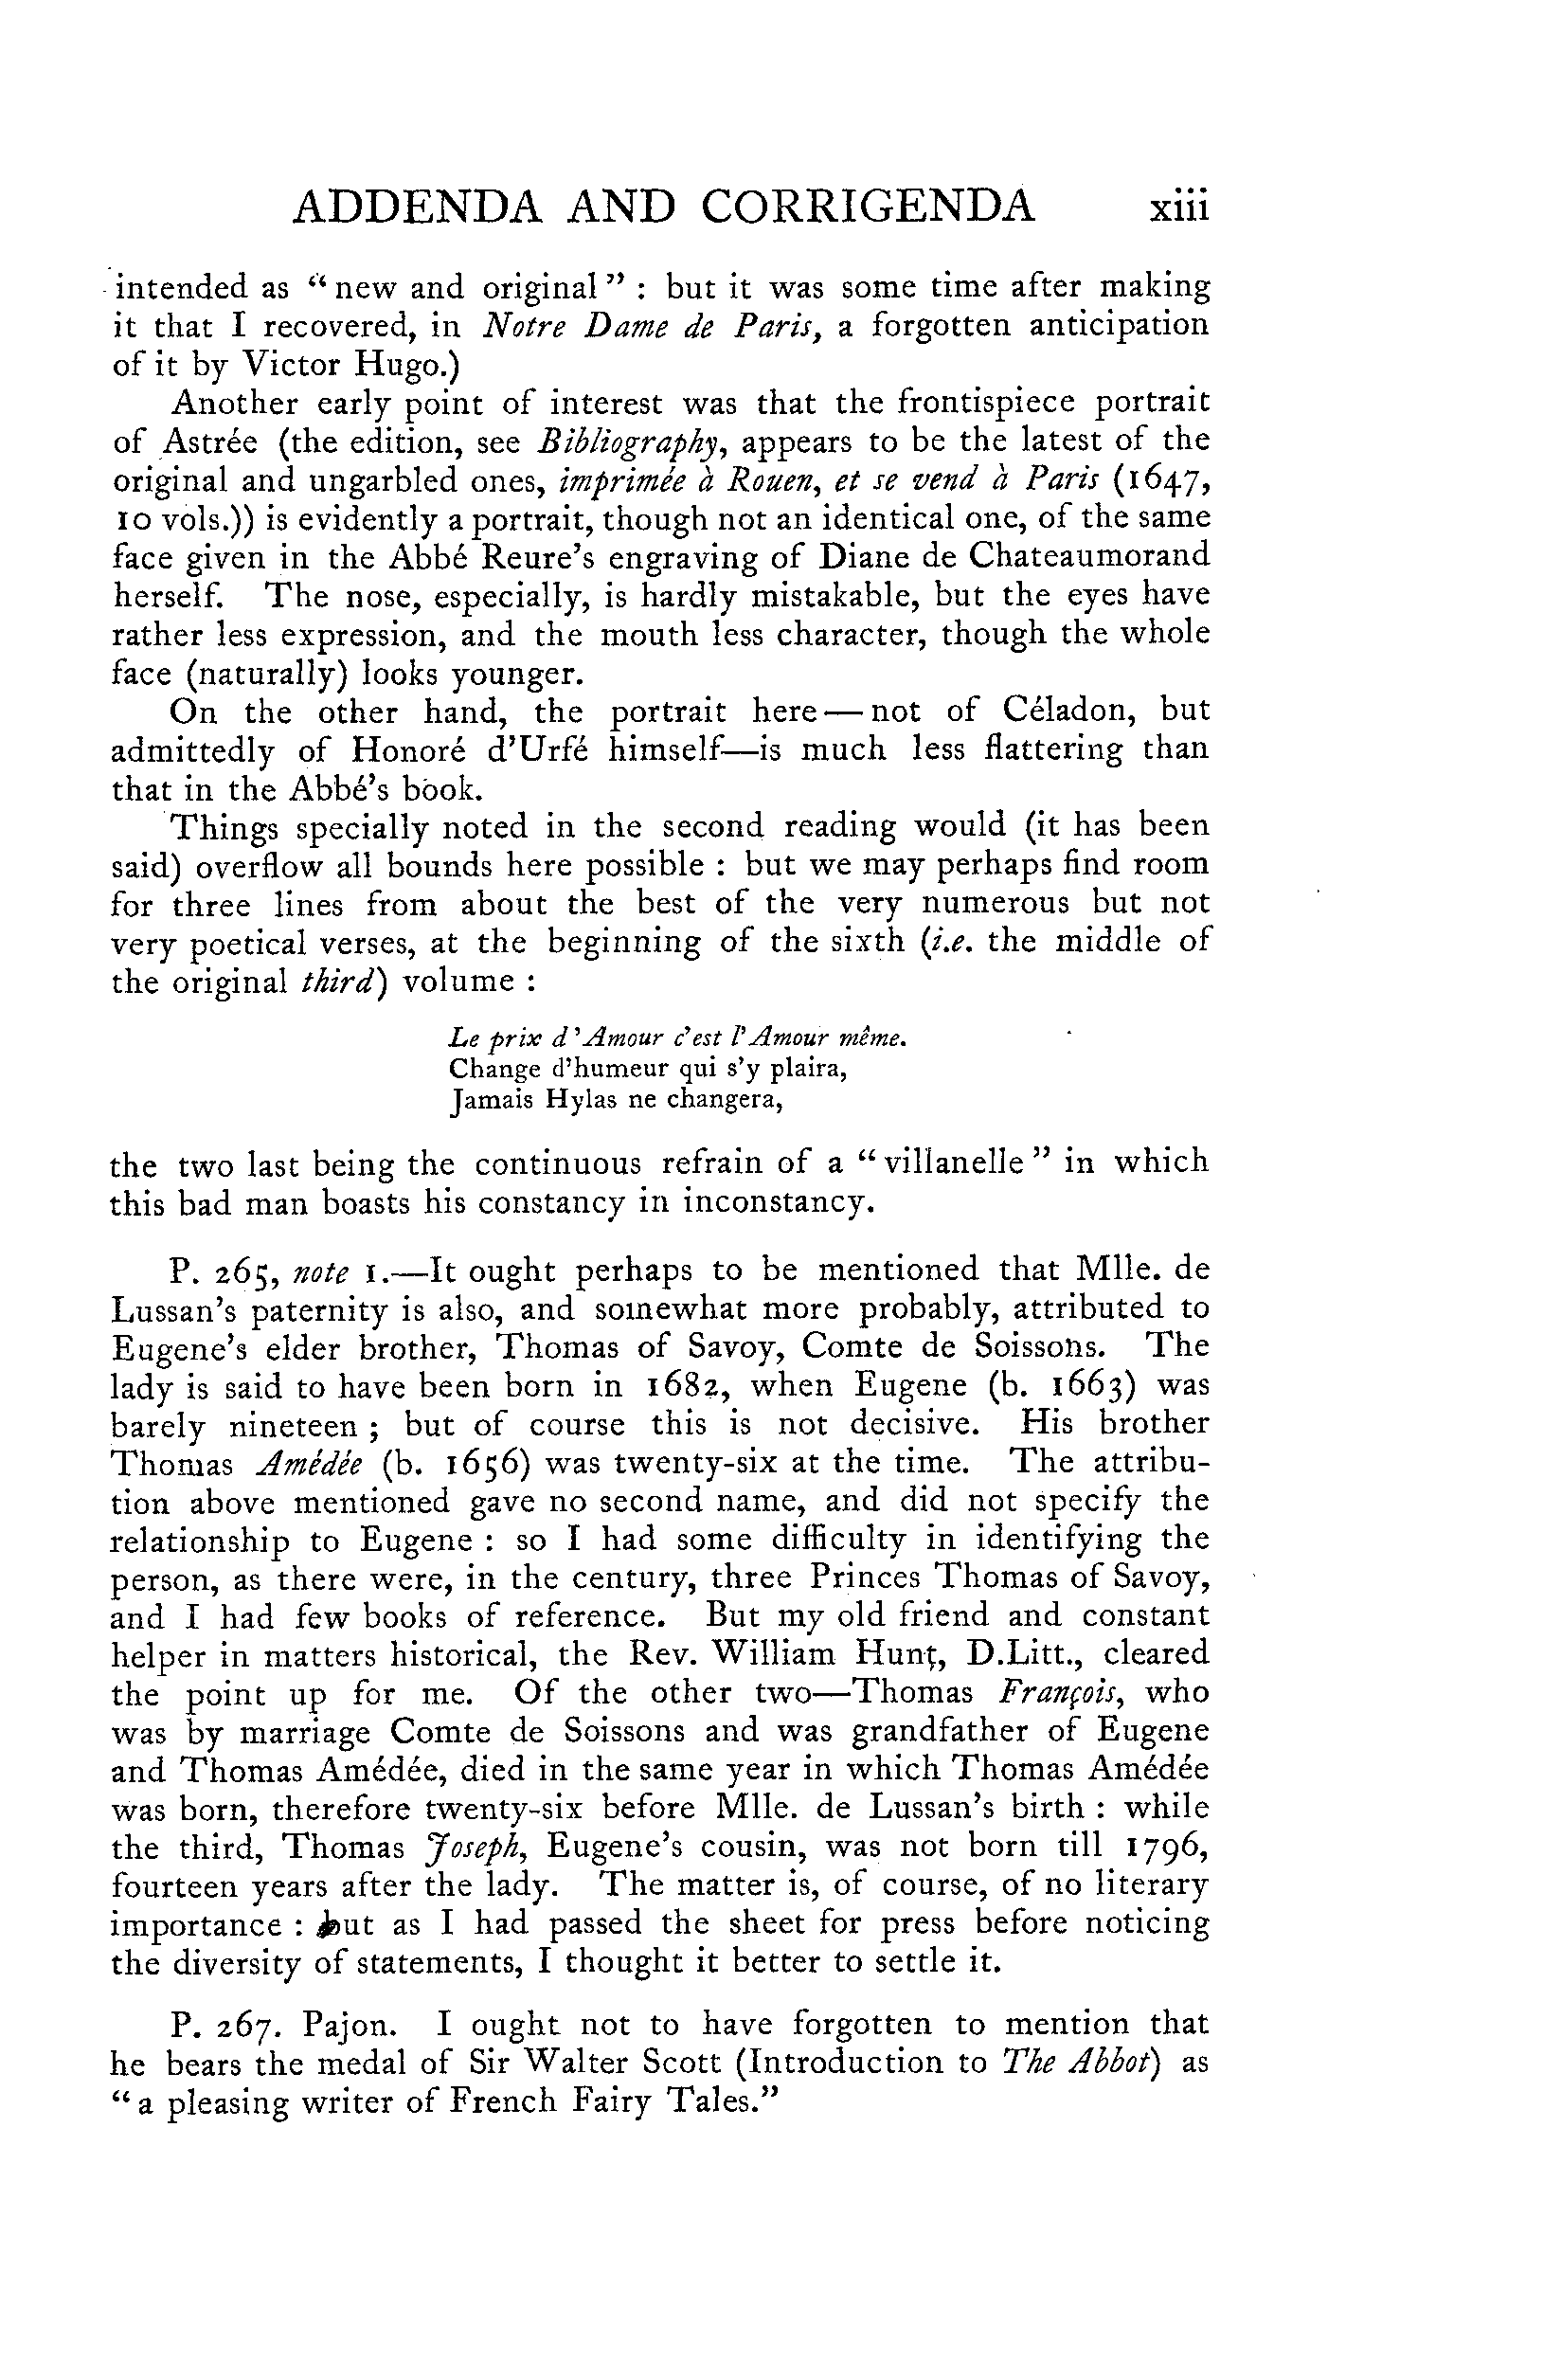 ADDENDA AND CORRIGENDA xiii
intended as "new and original" : but it was some time after making
it that I recovered, in Notre Dame de Paris, a forgotten anticipation
of it by Victor Hugo.)
Another early point of interest was that the frontispiece portrait
of Astrée (the edition, see Bibliography, appears to be the latest of the
original and ungarbled ones, imprimée à Rouen, et se vend à Paris (1647,
10 vols.)) is evidently a portrait, though not an identical one, of the same
face given in the Abbé Reure's engraving of Diane de Chateaumorand
herself. The nose, especially, is hardly mistakable, but the eyes have
rather less expression, and the mouth less character, though the whole
face (naturally) looks younger.
On the other hand, the portrait here—not of Céladon, but
admittedly of Honoré d'Urfé himself—is much less flattering than
that in the Abbé's book.
Things specially noted in the second reading would (it has been
said) overflow all bounds here possible : but we may perhaps find room
for three lines from about the best of the very numerous but not
very poetical verses, at the beginning of the sixth (i.e. the middle of
the original third) volume :
Le prix d'Amour c'est l'Amour même.
Change d'humeur qui s'y plaira,
Jamais Hylas ne changera,
the two last being the continuous refrain of a "villanelle" in which
this bad man boasts his constancy in inconstancy.
P. 265, note 1.—It ought perhaps to be mentioned that Mlle. de
Lussan's paternity is also, and somewhat more probably, attributed to
Eugene's elder brother, Thomas of Savoy, Comte de Soissons. The
lady is said to have been born in 1682, when Eugene (b. 1663) was
barely nineteen ; but of course this is not decisive. His brother
Thomas Amédée (b. 1656) was twenty-six at the time. The attribu-
tion above mentioned gave no second name, and did not specify the
relationship to Eugene : so I had some difficulty in identifying the
person, as there were, in the century, three Princes Thomas of Savoy,
and I had few books of reference. But my old friend and constant
helper in matters historical, the Rev. William Hunt, D.Litt., cleared
the point up for me. Of the other two—Thomas François, who
was by marriage Comte de Soissons and was grandfather of Eugene
and Thomas Amédée, died in the same year in which Thomas Amédée
was born, therefore twenty-six before Mlle. de Lussan's birth : while
the third, Thomas Joseph, Eugene's cousin, was not born till 1796,
fourteen years after the lady. The matter is, of course, of no literary
importance : but as I had passed the sheet for press before noticing
the diversity of statements, I thought it better to settle it.
P. 267. Pajon. I ought not to have forgotten to mention that
he bears the medal of Sir Walter Scott (Introduction to The Abbot) as
"a pleasing writer of French Fairy Tales."